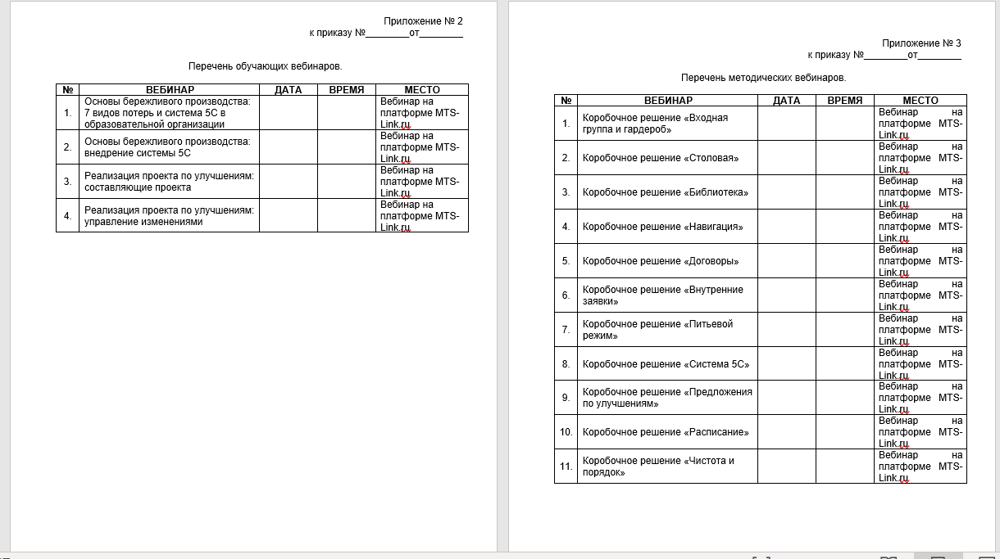 Приложение № 2
к приказу №________от________
Перечень обучающих вебинаров.
№ ВЕБИНАР ДАТА ВРЕМЯ МЕСТО
1. Основы бережливого производства:
7 видов потерь и система 5С в
образовательной организации
Вебинар на
платформе MTS-
Link.ru
2. Основы бережливого производства:
внедрение системы 5С
Вебинар на
платформе MTS-
Link.ru
3. Реализация проекта по улучшениям:
составляющие проекта
Вебинар на
платформе MTS-
Link.ru
4. Реализация проекта по улучшениям:
управление изменениями
Вебинар на
платформе MTS-
Link.ru
Приложение № 3
к приказу №________от________
Перечень методических вебинаров.
№ ВЕБИНАР ДАТА ВРЕМЯ МЕСТО
1. Коробочное решение «Входная
группа и гардероб»
Вебинар на
платформе MTS-
Link.ru
2. Коробочное решение «Столовая»
Вебинар на
платформе MTS-
Link.ru
3. Коробочное решение «Библиотека»
Вебинар на
платформе MTS-
Link.ru
4. Коробочное решение «Навигация»
Вебинар на
платформе MTS-
Link.ru
5. Коробочное решение «Договоры»
Вебинар на
платформе MTS-
Link.ru
6. Коробочное решение «Внутренние
заявки»
Вебинар на
платформе MTS-
Link.ru
7. Коробочное решение «Питьевой
режим»
Вебинар на
платформе MTS-
Link.ru
8. Коробочное решение «Система 5С»
Вебинар на
платформе MTS-
Link.ru
9. Коробочное решение «Предложения
по улучшениям»
Вебинар на
платформе MTS-
Link.ru
10. Коробочное решение «Расписание»
Вебинар на
платформе MTS-
Link.ru
11. Коробочное решение «Чистота и
порядок»
Вебинар на
платформе MTS-
Link.ru